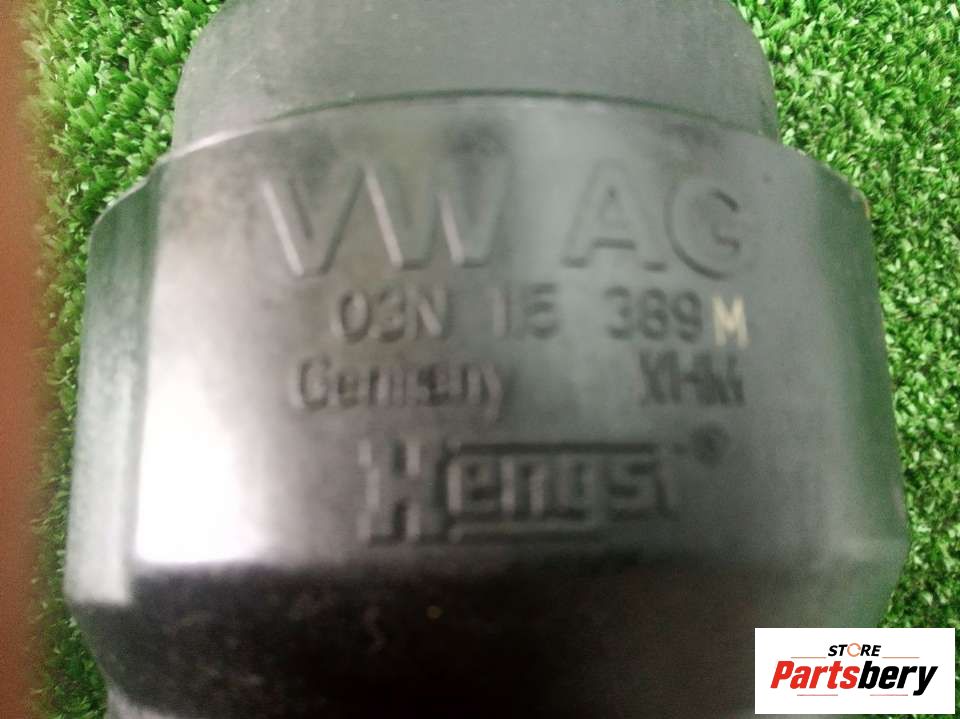 VW AG
03N 115 389 M
Germany
Hengst®
STORE
Partsbery